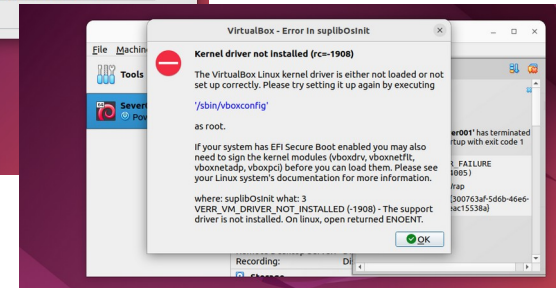 VirtualBox - Error In suplibOsInit
File Machin
Kernel driver not installed (rc=-1908)
Tools
The VirtualBox Linux kernel driver is either not loaded or not
set up correctly. Please try setting it up again by executing
'/sbin/vboxconfig'
as root.
If your system has EFI Secure Boot enabled you may also
need to sign the kernel modules (vboxdrv, vboxnetflt,
vboxnetadp, vboxpci) before you can load them. Please see
your Linux system's documentation for more information.
where: suplibOsInit what: 3
VERR_VM_DRIVER_NOT_INSTALLED (-1908) - The support
driver is not installed. On linux, open returned ENOENT.
OK
Sever
Pow
er001' has terminated
rtup with exit code 1
_FAILURE
4005)
Vrap
{300763af-5d6b-46e6-
eac15538a}
Recording:
Storage